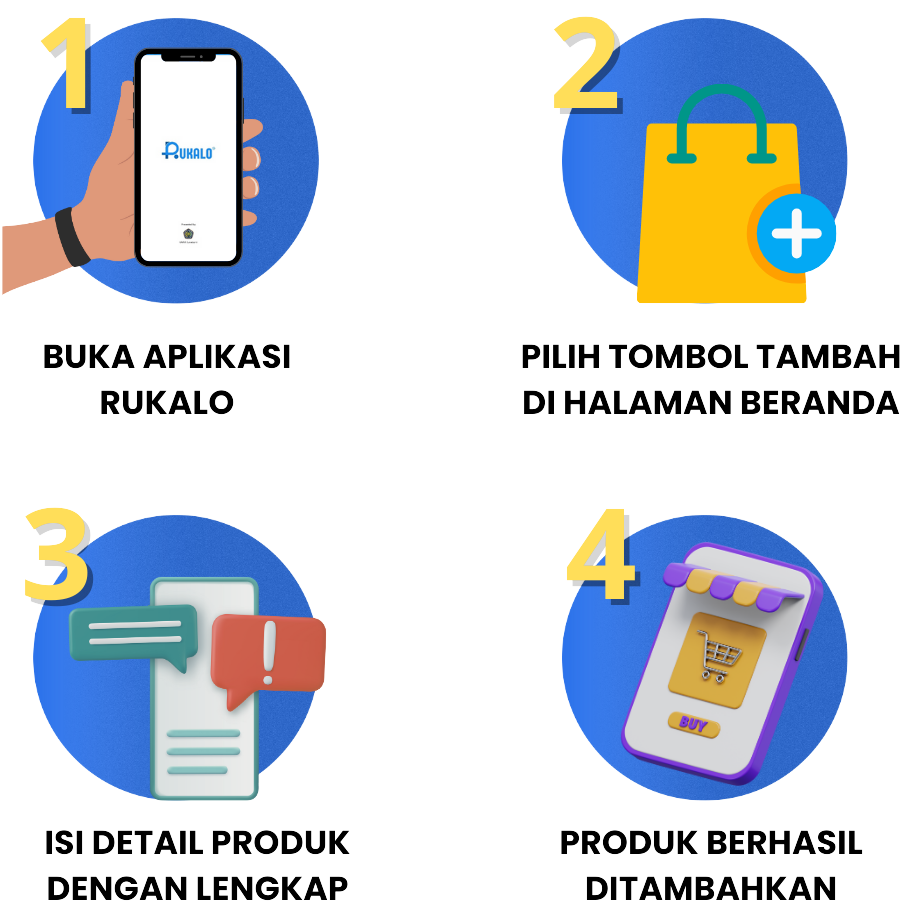 1
RUKALO
BUKA APLIKASI
RUKALO
2
PILIH TOMBOL TAMBAH
DI HALAMAN BERANDA
3
!
ISI DETAIL PRODUK
DENGAN LENGKAP
4
BUY
PRODUK BERHASIL
DITAMBAHKAN